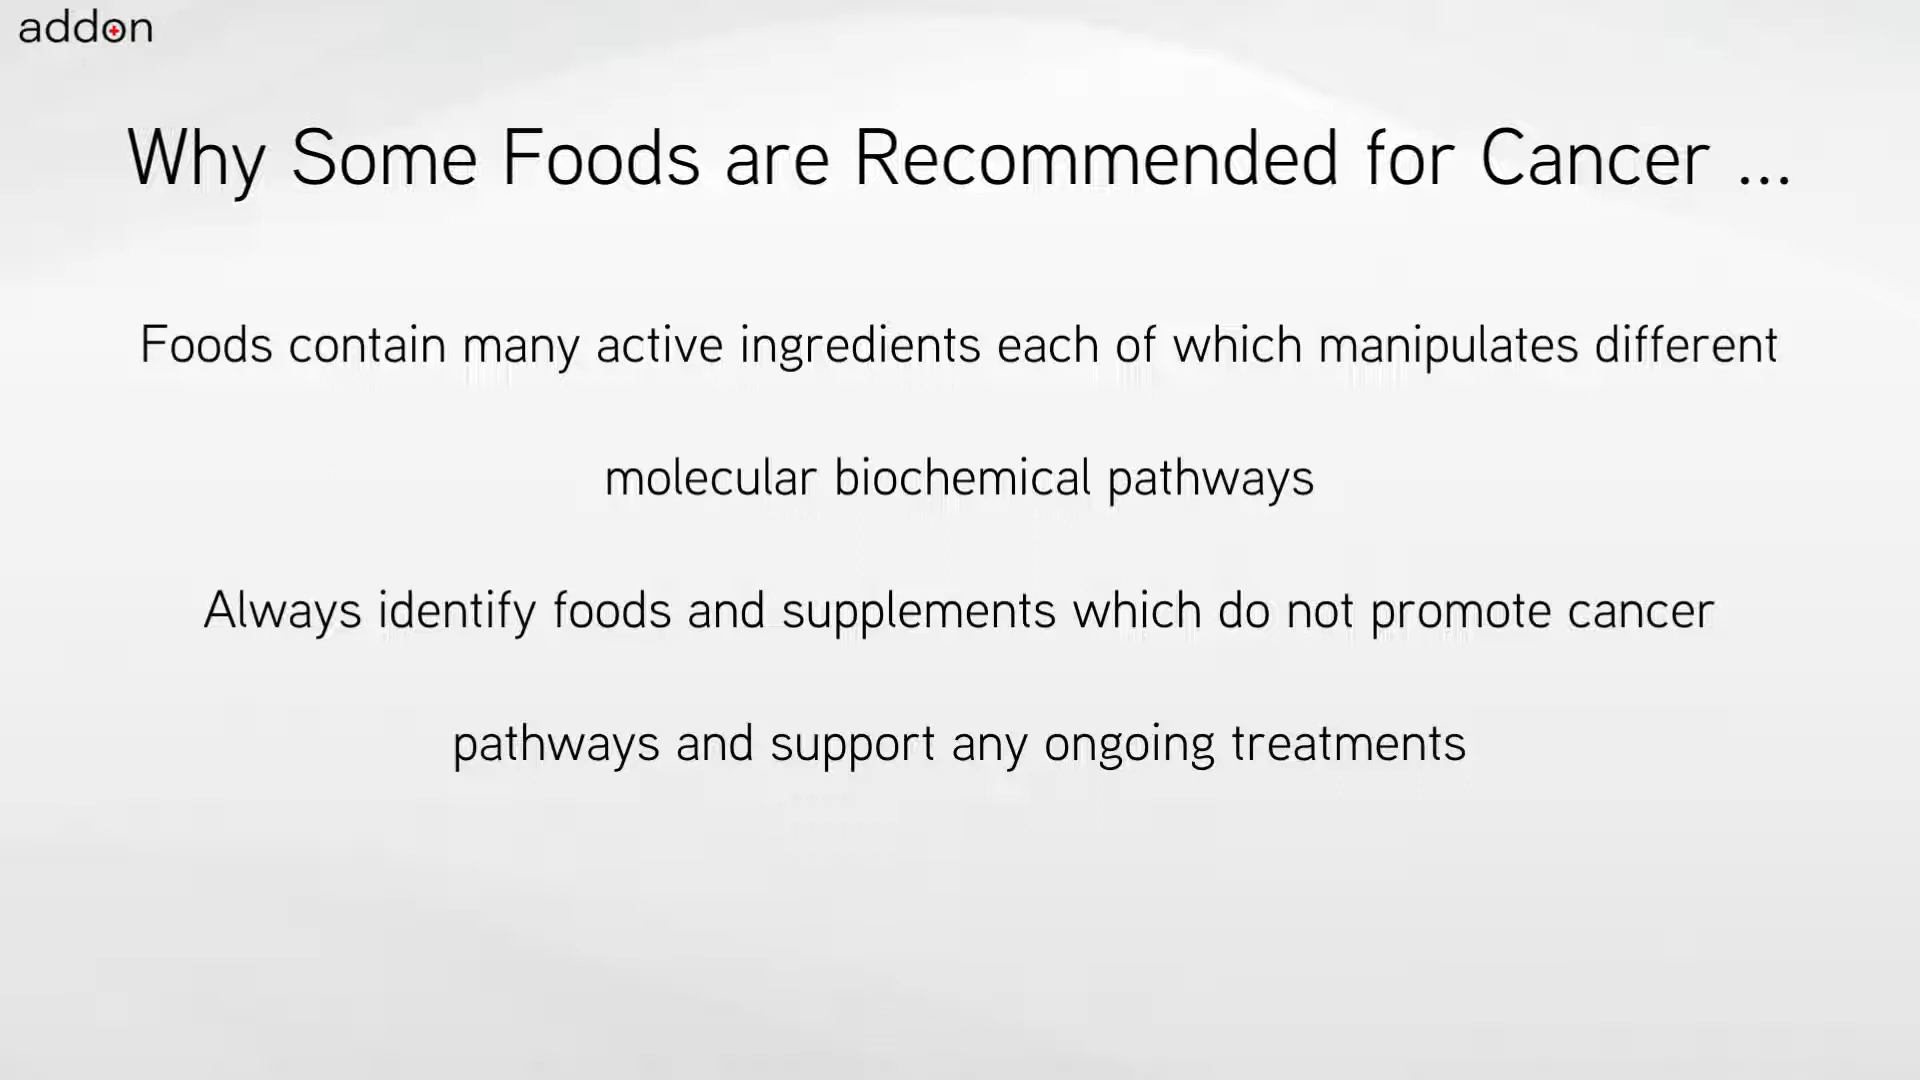 addon
Why Some Foods are Recommended for Cancer ...
Foods contain many active ingredients each of which manipulates different
molecular biochemical pathways
Always identify foods and supplements which do not promote cancer
pathways and support any ongoing treatments